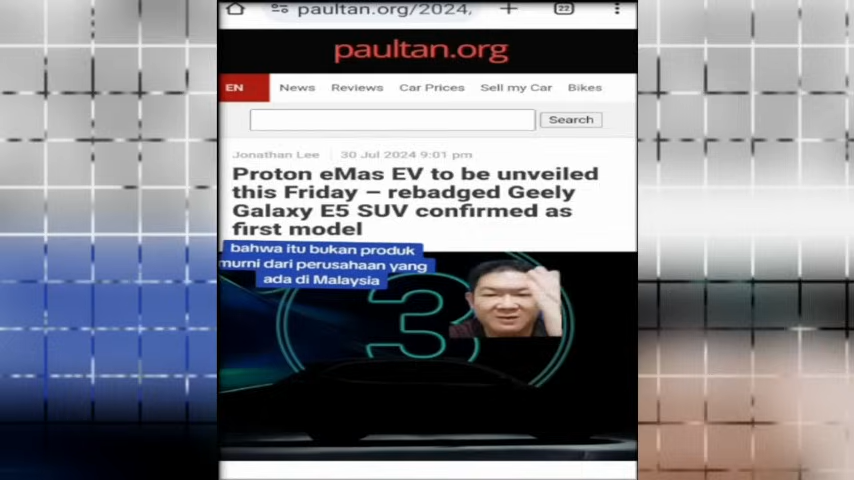 paultan.org/2024,
22
paultan.org
EN News Reviews Car Prices Sell my Car Bikes
Search
Jonathan Lee 30 Jul 2024 9:01 pm
Proton eMas EV to be unveiled
this Friday – rebadged Geely
Galaxy E5 SUV confirmed as
first model
bahwa itu bukan produk
murni dari perusahaan yang
ada di Malaysia
3